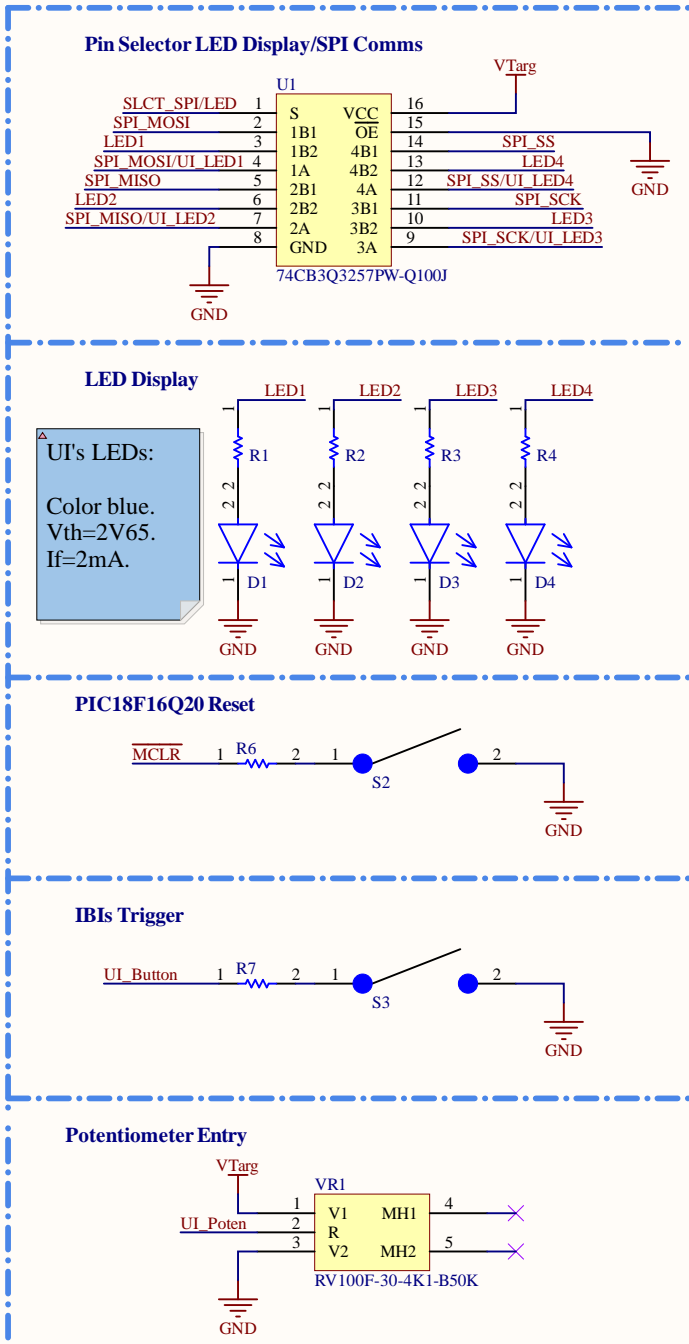 Pin Selector LED Display/SPI Comms
VTarg
U1
SLCT_SPI/LED 1 S VCC 16
SPI_MOSI 2 1B1 OE 15
LED1 3 1B2 4B1 14 SPI_SS
SPI_MOSI/UI_LED1 4 1A 4B2 13 LED4
SPI_MISO 5 2B1 4A 12 SPI_SS/UI_LED4
GND
LED2 6 2B2 3B1 11 SPI_SCK
SPI_MISO/UI_LED2 7 2A 3B2 10 LED3
8 GND 3A 9 SPI_SCK/UI_LED3
74CB3Q3257PW-Q100J
GND
LED Display
LED1 LED2 LED3 LED4
1 1 1 1
UI's LEDs:
R1 R2 R3 R4
Color blue.
2 2 2 2
2 2 2 2
Vth=2V65.
If=2mA.
1 D1 1 D2 1 D3 1 D4
GND GND GND GND
PIC18F16Q20 Reset
MCLR 1 R6 2 1 S2 2
GND
IBIs Trigger
UI_Button 1 R7 2 1 S3 2
GND
Potentiometer Entry
VTarg
VR1
1 V1 MH1 4
UI_Poten 2 R
3 V2 MH2 5
RV100F-30-4K1-B50K
GND